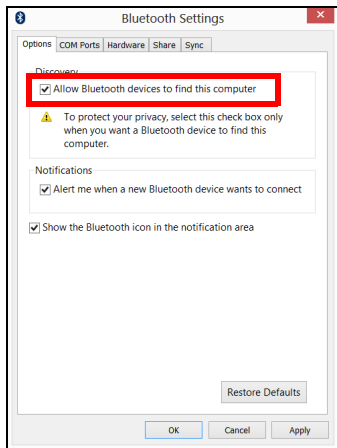 Bluetooth Settings
Options COM Ports Hardware Share Sync
Discovery
Allow Bluetooth devices to find this computer
To protect your privacy, select this check box only
when you want a Bluetooth device to find this
computer.
Notifications
Alert me when a new Bluetooth device wants to connect
Show the Bluetooth icon in the notification area
Restore Defaults
OK Cancel Apply